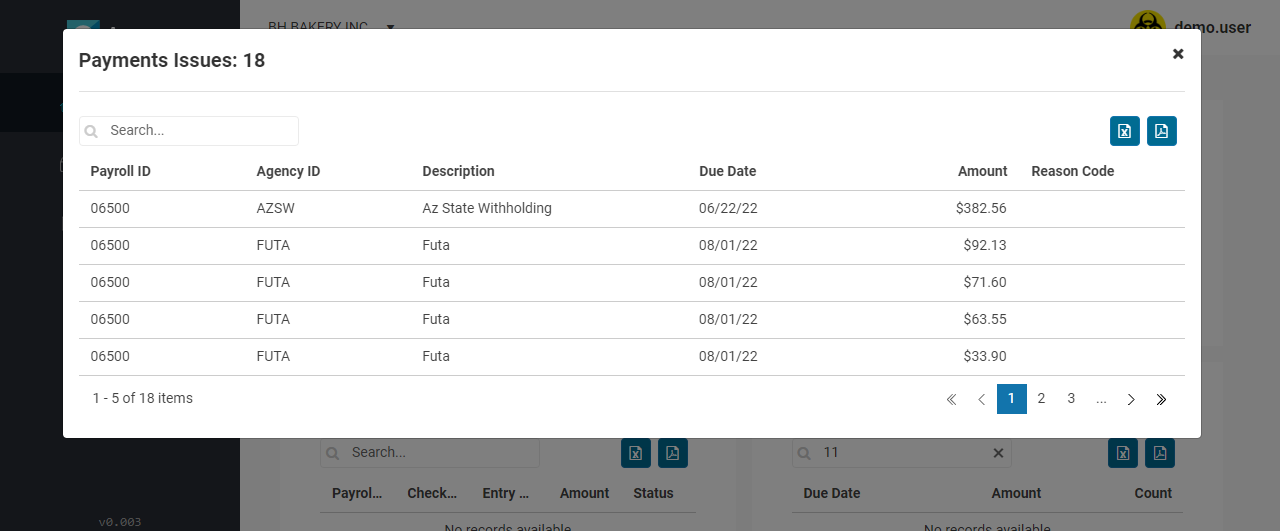 BH BAKERY INC
demo.user
Payments Issues: 18
Search...
Payroll ID Agency ID Description Due Date Amount Reason Code
06500 AZSW Az State Withholding 06/22/22 $382.56
06500 FUTA Futa 08/01/22 $92.13
06500 FUTA Futa 08/01/22 $71.60
06500 FUTA Futa 08/01/22 $63.55
06500 FUTA Futa 08/01/22 $33.90
1 - 5 of 18 items 1 2 3 ...
Search... 11
Payrol... Check... Entry ... Amount Status Due Date Amount Count
No records available No records available
v0.003